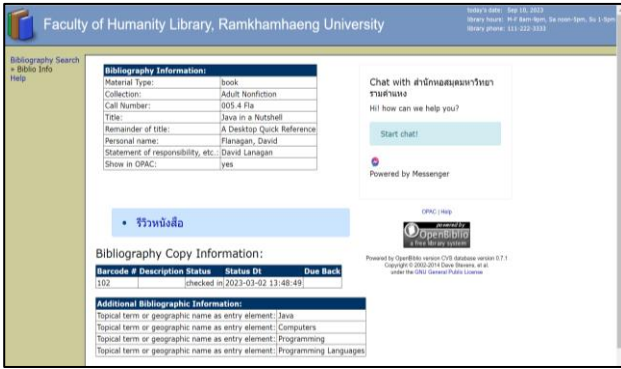 Faculty of Humanity Library, Ramkhamhaeng University
today's date: Sep 10, 2023
library hours: M-F 8am-9pm, Sa noon-5pm, Su 1-5pm
library phone: 111-222-3333
Bibliography Search
» Biblio Info
Help
Bibliography Information:
Material Type: book
Collection: Adult Nonfiction
Call Number: 005.4 Fla
Title: Java in a Nutshell
Remainder of title: A Desktop Quick Reference
Personal name: Flanagan, David
Statement of responsibility, etc.: David Lanagan
Show in OPAC: yes
• รีวิวหนังสือ
Bibliography Copy Information:
Barcode # Description Status Status Dt Due Back
102 checked in 2023-03-02 13:48:49
Additional Bibliographic Information:
Topical term or geographic name as entry element: Java
Topical term or geographic name as entry element: Computers
Topical term or geographic name as entry element: Programming
Topical term or geographic name as entry element: Programming Languages
Chat with สำนักหอสมุดมหาวิทยา
รามคำแหง
Hi! how can we help you?
Start chat!
Powered by Messenger
OPAC | Help
powered by
OpenBiblio
a free library system
Powered by OpenBiblio version CVS database version 0.7.1
Copyright © 2002-2014 Dave Stevens, et al.
under the GNU General Public License